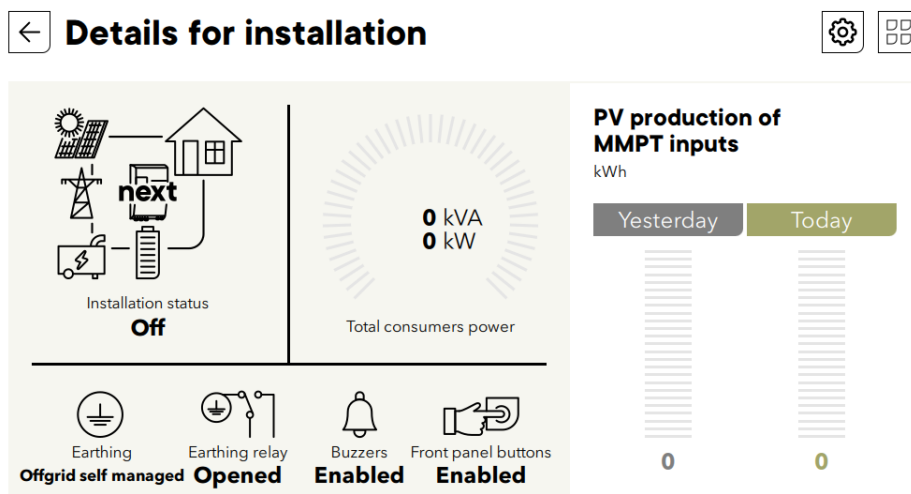 Details for installation
next
Installation status
Off
0 kVA
0 kW
Total consumers power
Earthing
Offgrid self managed
Earthing relay
Opened
Buzzers
Enabled
Front panel buttons
Enabled
PV production of
MMPT inputs
kWh
Yesterday
Today
0
0